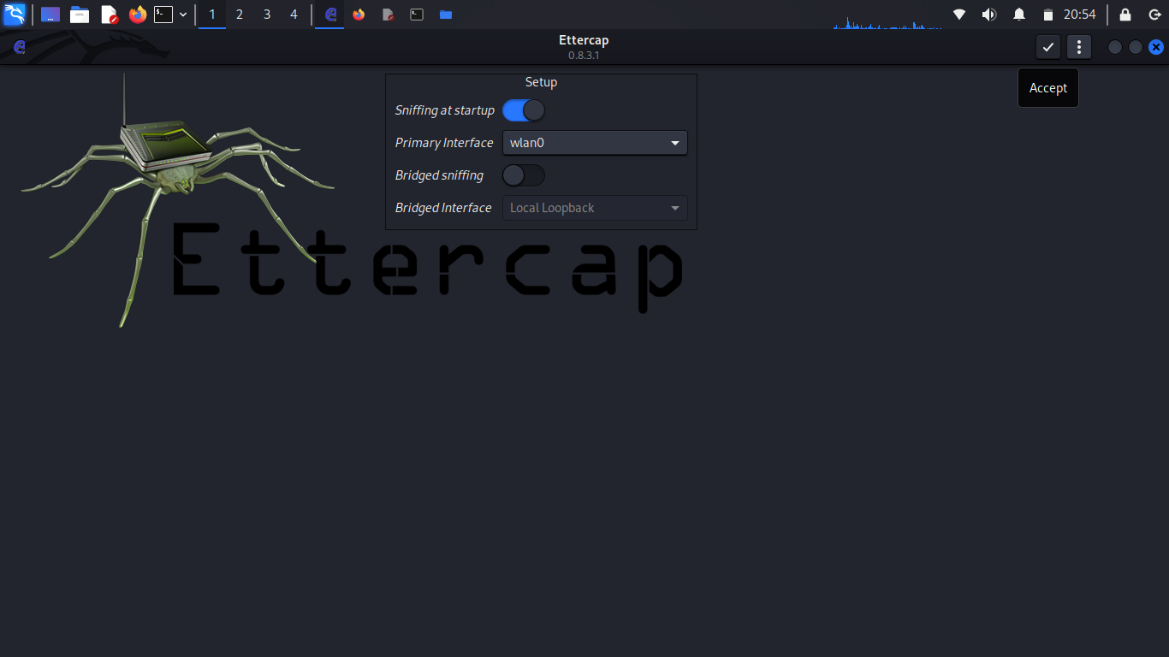 1 2 3 4 20:54
Ettercap
0.8.3.1
Setup
Accept
Sniffing at startup
Primary Interface wlan0
Bridged sniffing
Bridged Interface Local Loopback
Ettercap